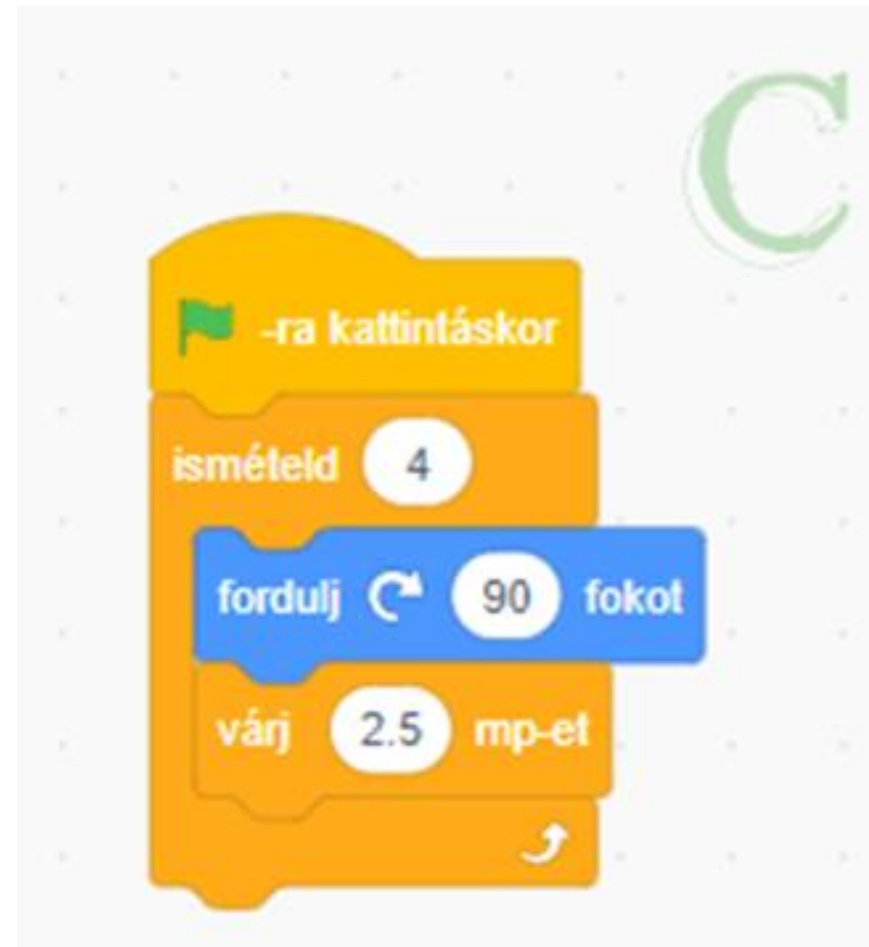 C
-ra kattintáskor
ismételd 4
fordulj 90 fokot
várj 2.5 mp-et